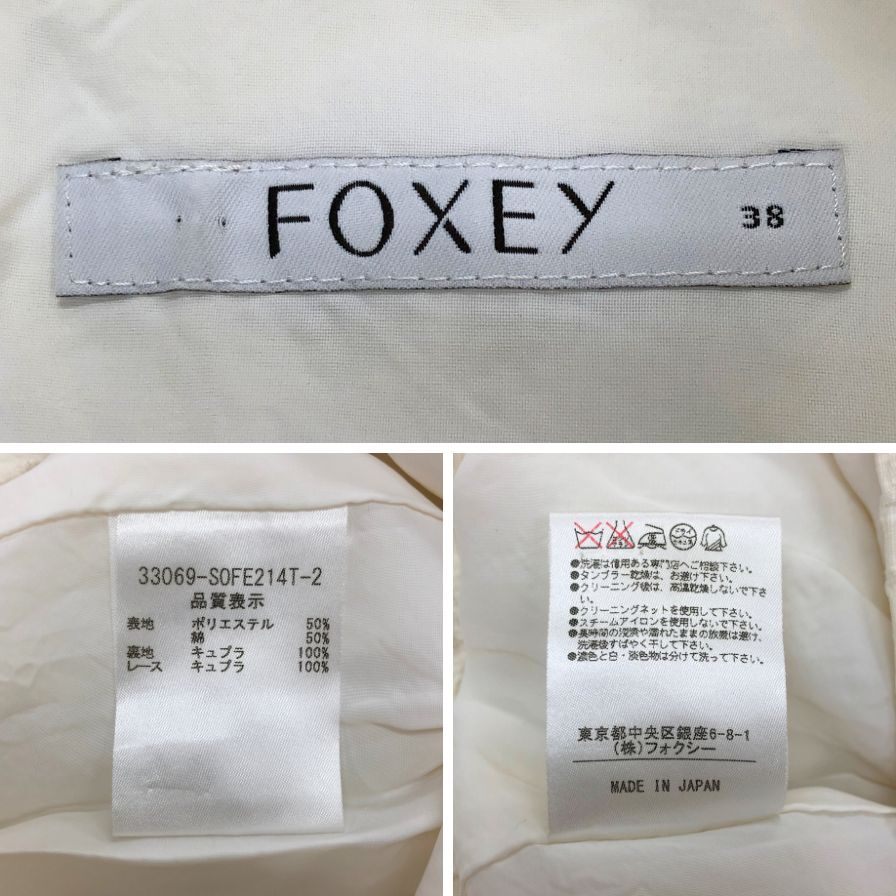 FOXEY 38
33069-SOFE214T-2
品質表示
表地 ポリエステル 50%
綿 50%
裏地 キュプラ 100%
レース キュプラ 100%
●洗濯は信用ある専門店へご相談下さい。
●タンブラー乾燥は、お避け下さい。
●クリーニング後は、高温乾燥しないで下さ
い。
●クリーニングネットを使用して下さい。
●スチームアイロンを使用しないで下さい。
●長時間の浸漬や濡れたままの放置は避け、
洗濯後すばやく干して下さい。
●濃色と白・淡色物は分けて洗って下さい。
東京都中央区銀座6-8-1
(株)フォクシー
MADE IN JAPAN